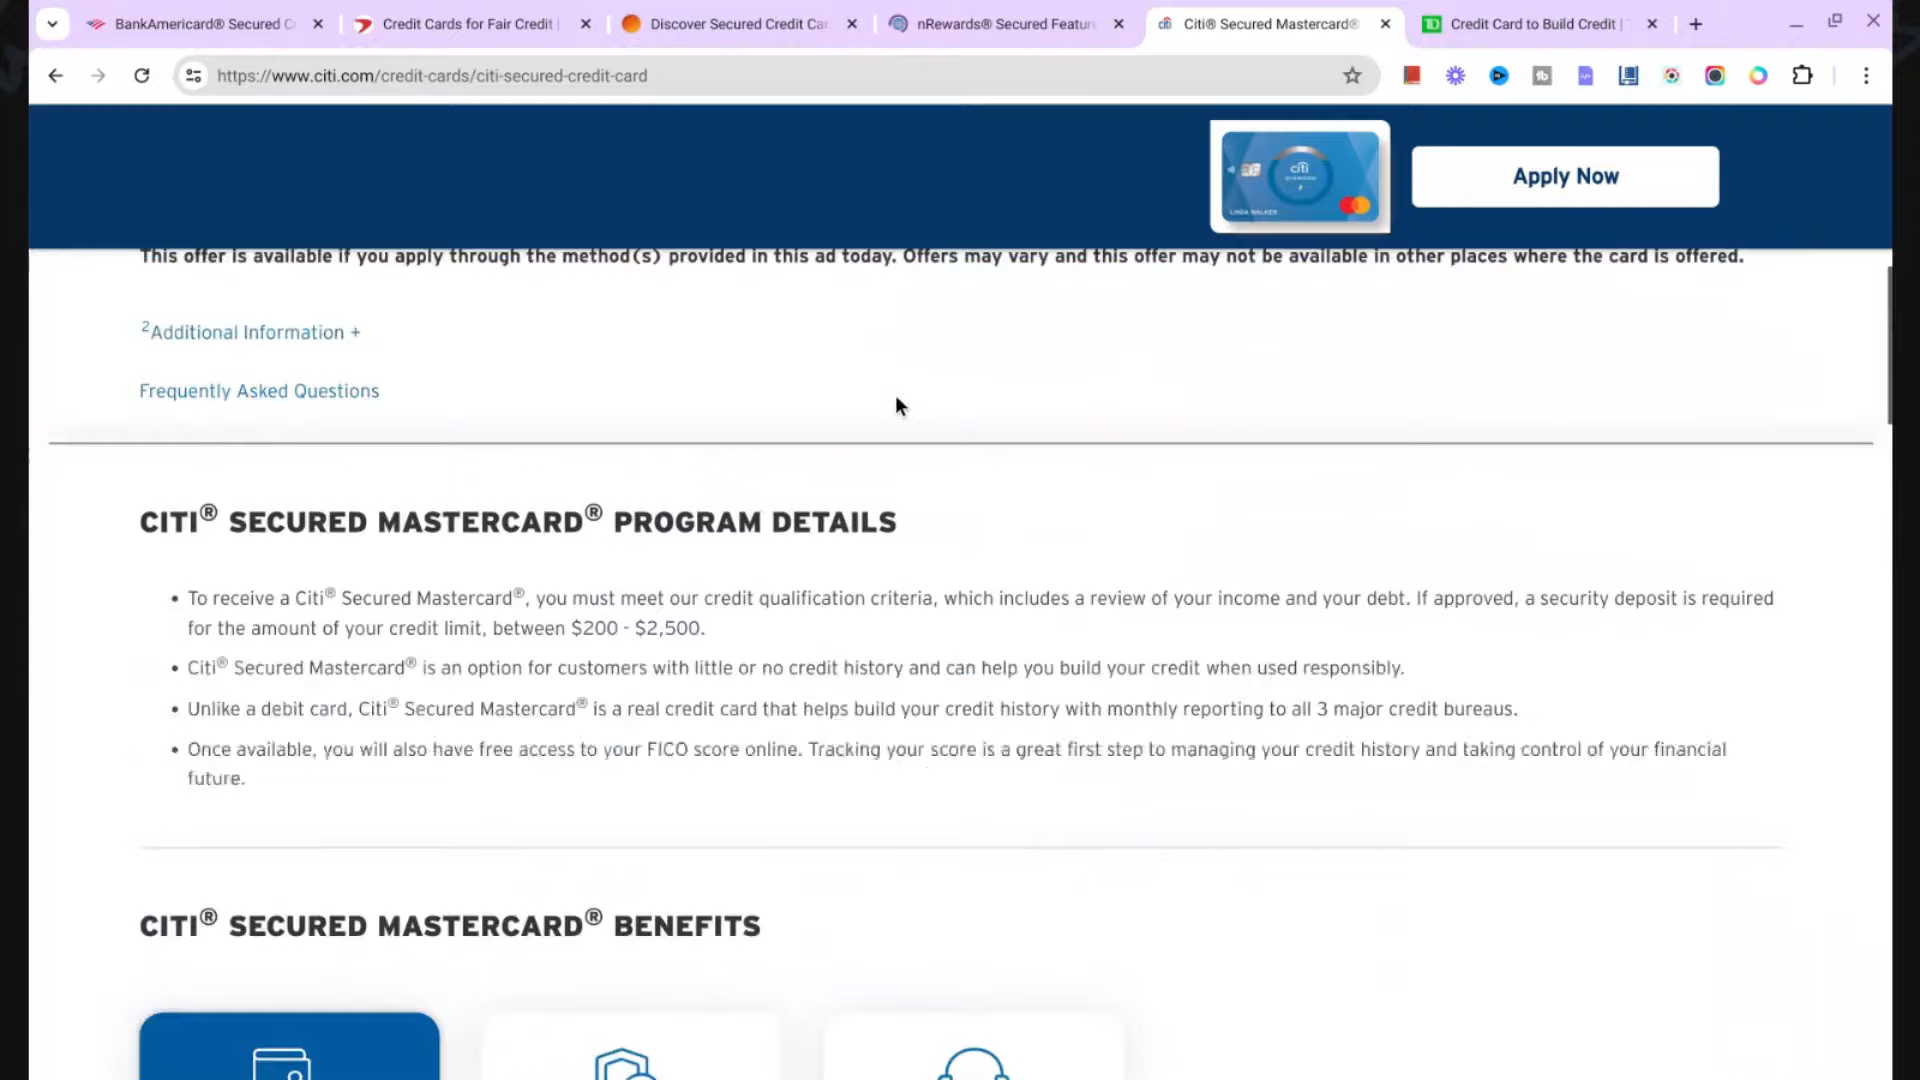 BankAmericard® Secured C
Credit Cards for Fair Credit |
Discover Secured Credit Car
nRewards® Secured Featur
Citi® Secured Mastercard®
Credit Card to Build Credit | T
https://www.citi.com/credit-cards/citi-secured-credit-card
citi
LINDA WALKER
Apply Now
This offer is available if you apply through the method(s) provided in this ad today. Offers may vary and this offer may not be available in other places where the card is offered.
2Additional Information +
Frequently Asked Questions
CITI® SECURED MASTERCARD® PROGRAM DETAILS
• To receive a Citi® Secured Mastercard®, you must meet our credit qualification criteria, which includes a review of your income and your debt. If approved, a security deposit is required
for the amount of your credit limit, between $200 - $2,500.
• Citi® Secured Mastercard® is an option for customers with little or no credit history and can help you build your credit when used responsibly.
• Unlike a debit card, Citi® Secured Mastercard® is a real credit card that helps build your credit history with monthly reporting to all 3 major credit bureaus.
• Once available, you will also have free access to your FICO score online. Tracking your score is a great first step to managing your credit history and taking control of your financial
future.
CITI® SECURED MASTERCARD® BENEFITS